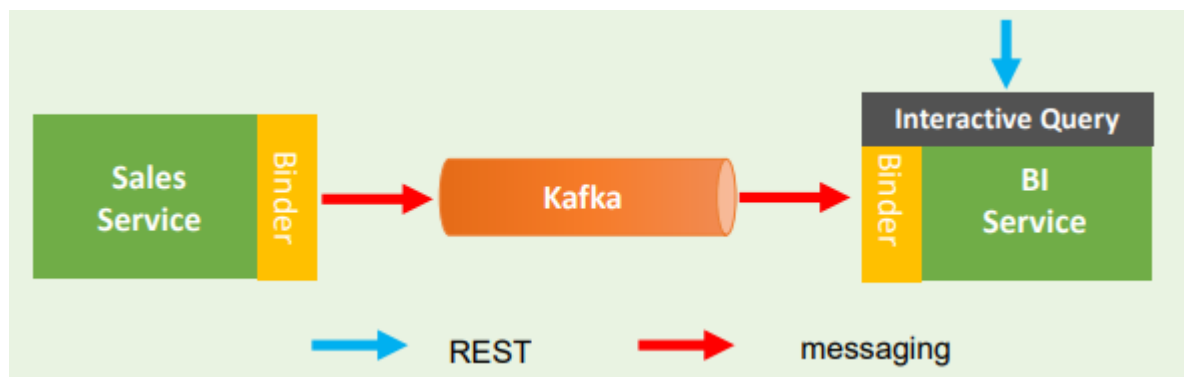 Interactive Query
Sales
Service
Binder
Kafka
Binder
BI
Service
REST
messaging